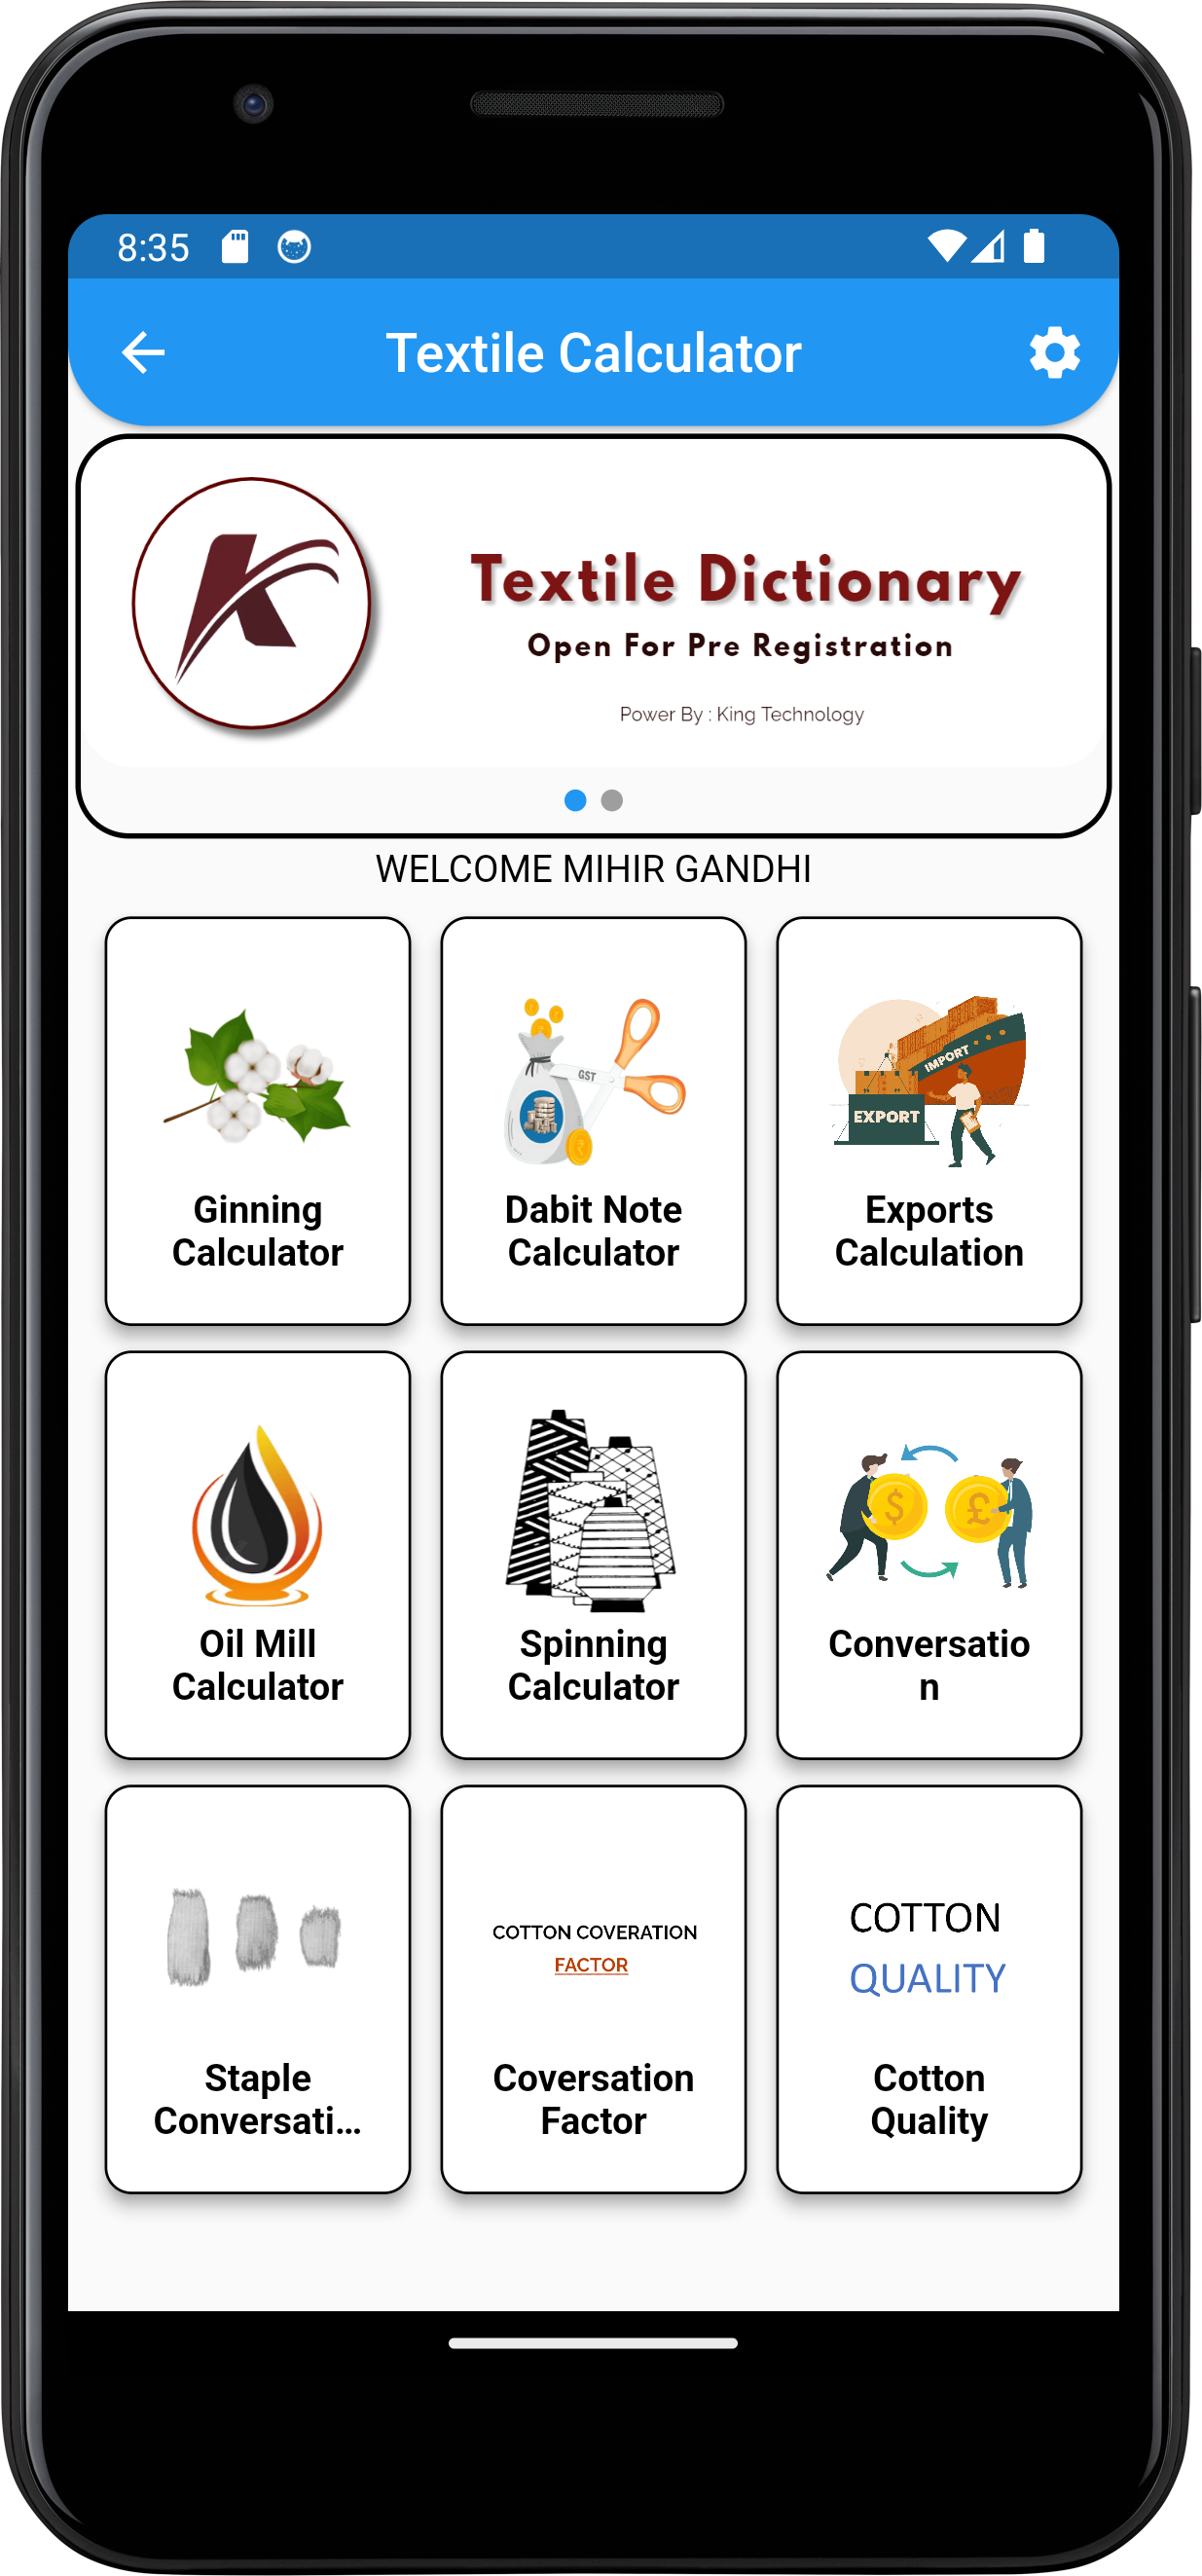 8:35
Textile Calculator
K
Textile Dictionary
Open For Pre Registration
Power By : King Technology
WELCOME MIHIR GANDHI
Ginning
Calculator
GST
Dabit Note
Calculator
IMPORT
EXPORT
Exports
Calculation
Oil Mill
Calculator
Spinning
Calculator
$
£
Conversatio
n
Staple
Conversati...
COTTON COVERATION
FACTOR
Coversation
Factor
COTTON
QUALITY
Cotton
Quality